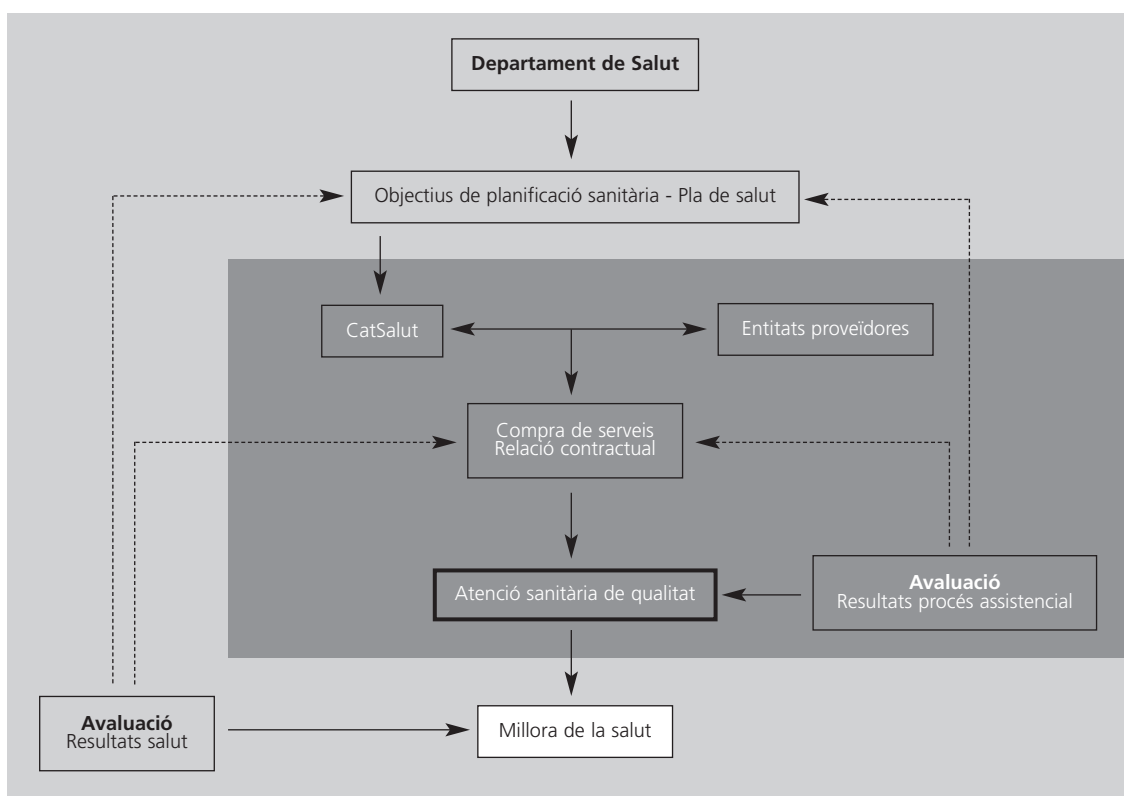 Departament de Salut
Objectius de planificació sanitària - Pla de salut
CatSalut
Entitats proveïdores
Compra de serveis
Relació contractual
Atenció sanitària de qualitat
Avaluació
Resultats procés assistencial
Avaluació
Resultats salut
Millora de la salut